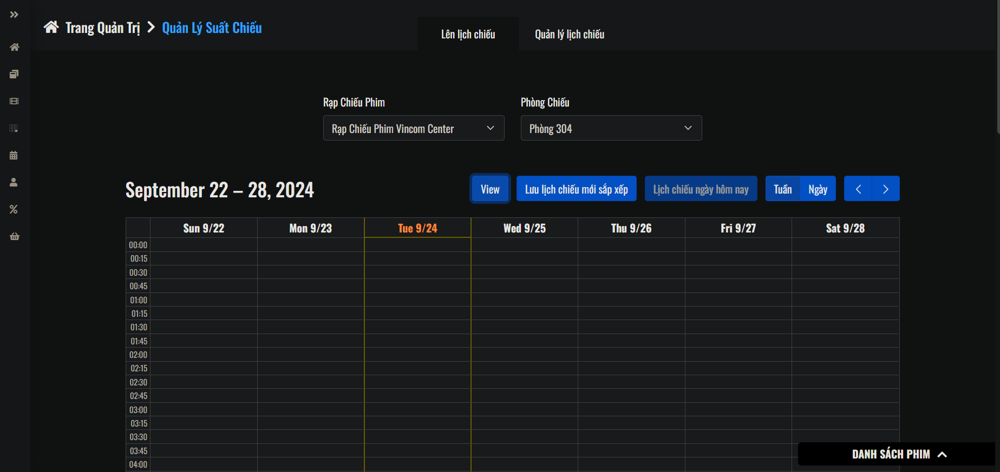 Trang Quản Trị Quản Lý Suất Chiếu
Lên lịch chiếu Quản lý lịch chiếu
Rạp Chiếu Phim Phòng Chiếu
Rạp Chiếu Phim Vincom Center Phòng 304
September 22 – 28, 2024 View Lưu lịch chiếu mới sắp xếp Lịch chiếu ngày hôm nay Tuần Ngày
Sun 9/22 Mon 9/23 Tue 9/24 Wed 9/25 Thu 9/26 Fri 9/27 Sat 9/28
00:00
00:15
00:30
00:45
01:00
01:15
01:30
01:45
02:00
02:15
02:30
02:45
03:00
03:15
03:30
03:45
04:00
DANH SÁCH PHIM